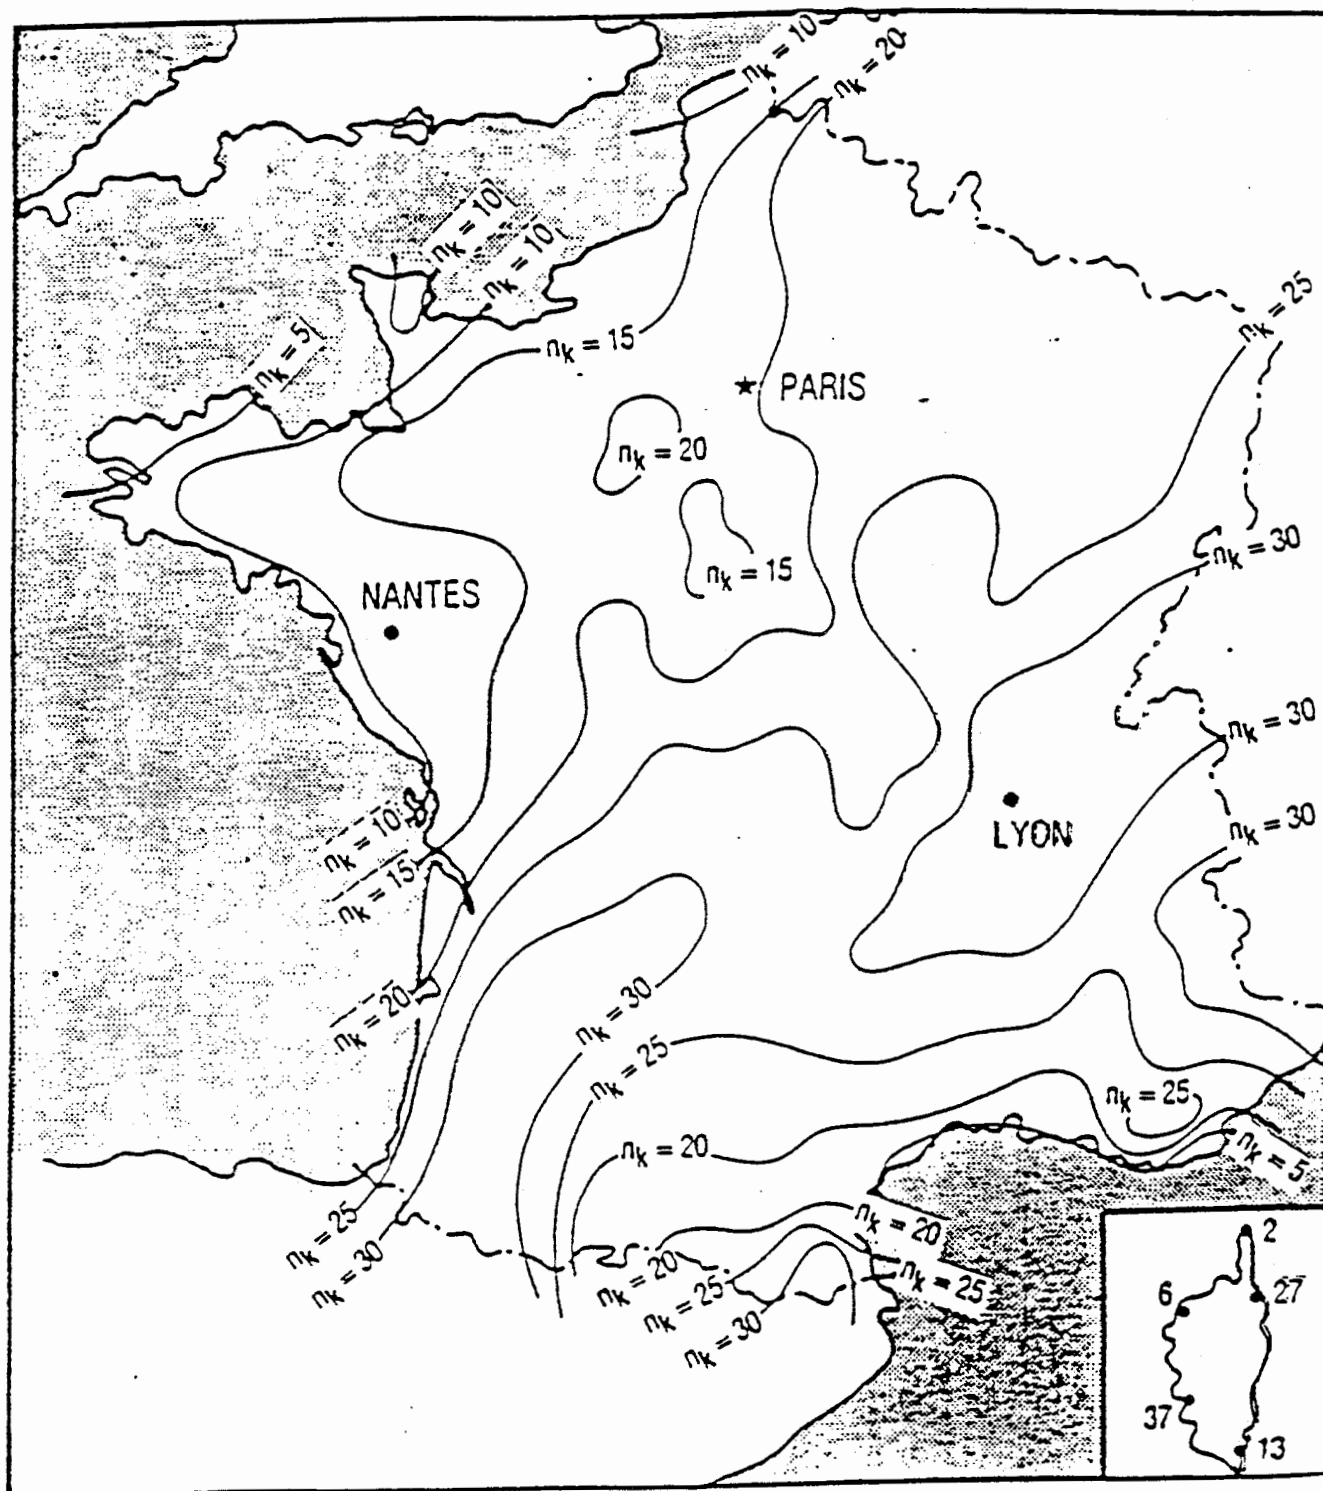 nk = 10
nk = 20
nk = 10
nk = 10
nk = 5
nk = 15
nk = 25
PARIS
nk = 20
nk = 30
nk = 15
NANTES
nk = 30
nk = 10
LYON
nk = 30
nk = 15
nk = 20
nk = 30
nk = 25
nk = 25
nk = 20
nk = 5
nk = 25
nk = 30
nk = 20
nk = 20
nk = 25
nk = 25
nk = 30
2
6
27
37
13